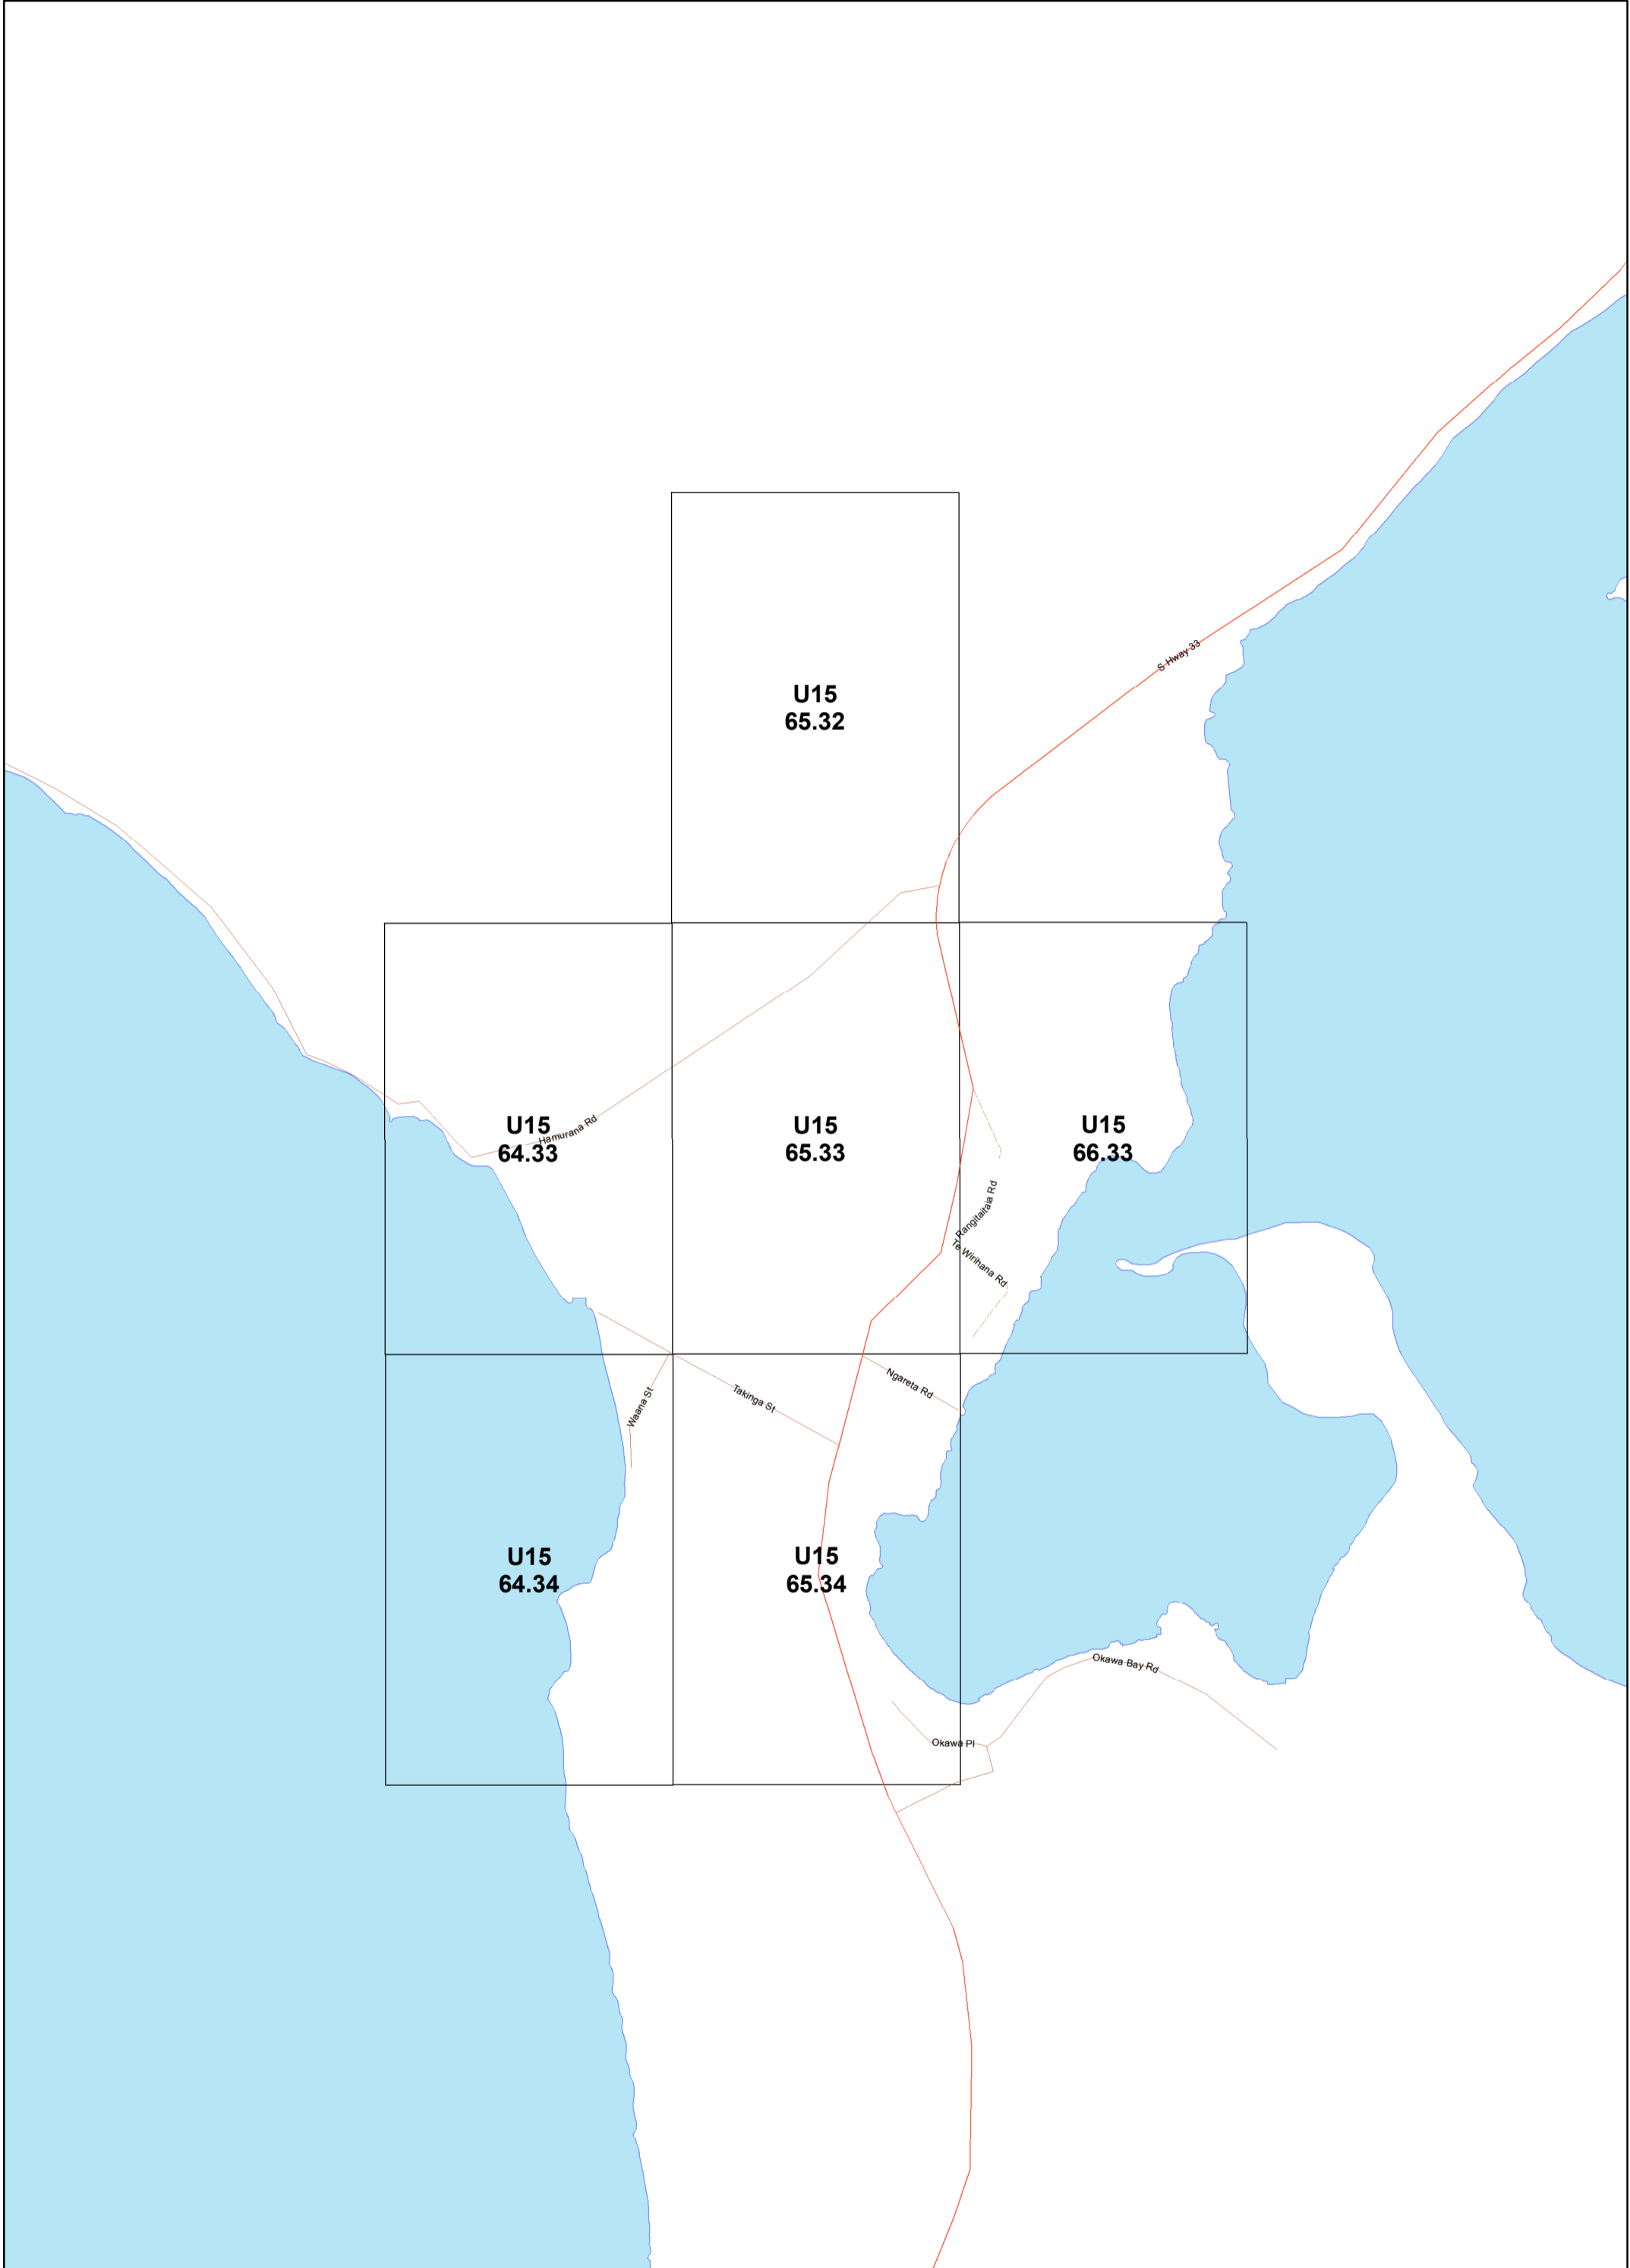 S Hway 33
U15
65.32
U15
64.33
Hamurana Rd
U15
65.33
U15
66.33
Rangitaitaia Rd
Te Wirihana Rd
Ngareta Rd
Takinga St
Waana St
U15
64.34
U15
65.34
Okawa Bay Rd
Okawa Pl